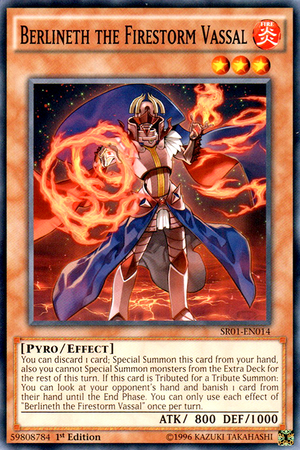 Berlineth the Firestorm Vassal
FIRE
炎
SR01-EN014
[Pyro/Effect]
You can discard 1 card; Special Summon this card from your hand,
also you cannot Special Summon monsters from the Extra Deck for
the rest of this turn. If this card is Tributed for a Tribute Summon:
You can look at your opponent's hand and banish 1 card from
their hand until the End Phase. You can only use each effect of
"Berlineth the Firestorm Vassal" once per turn.
ATK/ 800 DEF/1000
59808784 1st Edition ©1996 KAZUKI TAKAHASHI